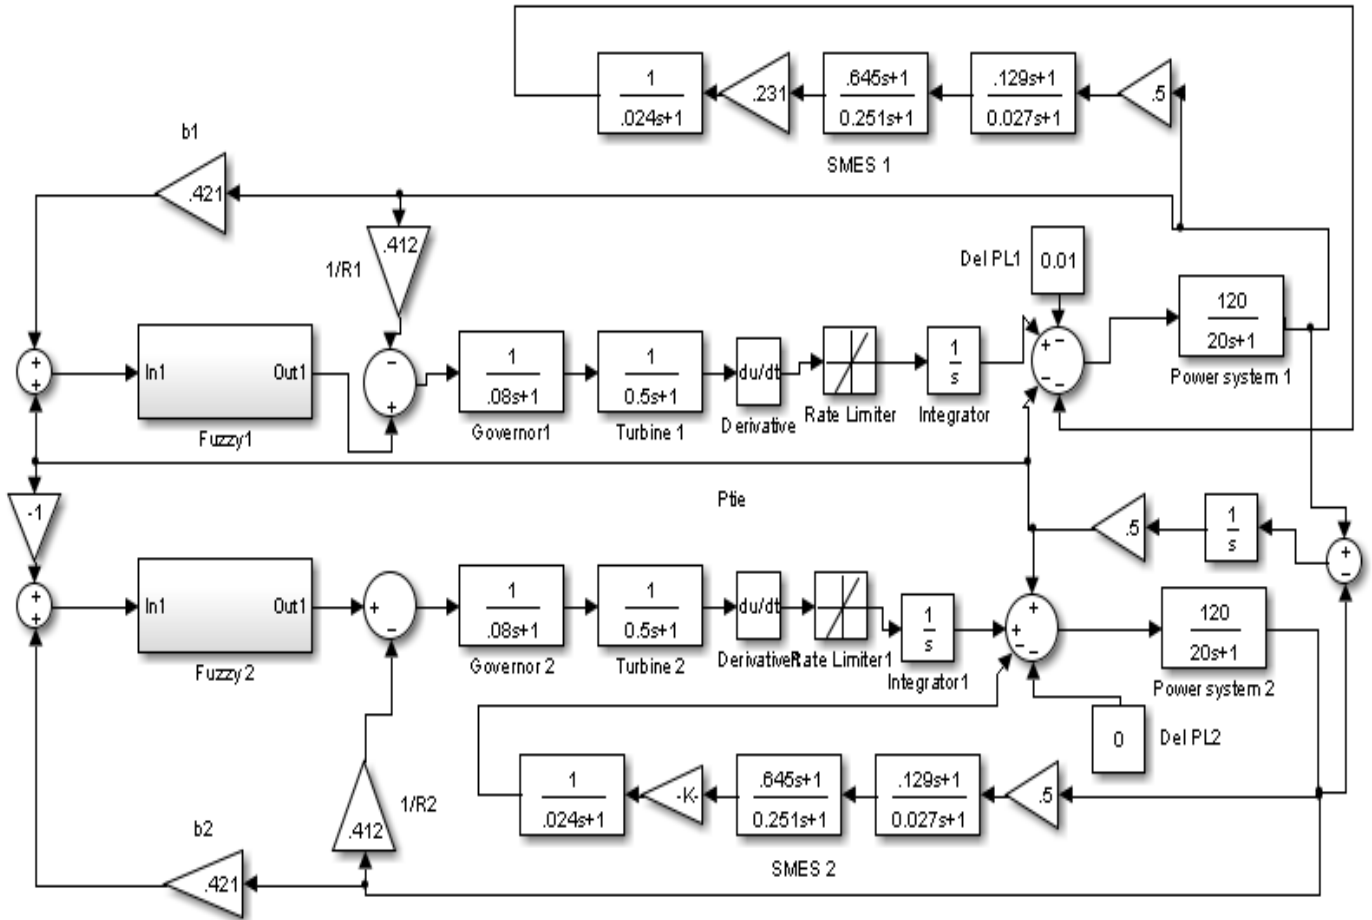 1
.024s+1
.231
.645s+1
0.251s+1
.129s+1
0.027s+1
.5
SMES 1
b1
.421
.412
1/R1
Del PL1
0.01
+
+
In1
Out1
Fuzzy1
−
+
1
.08s+1
Governor1
1
0.5s+1
Turbine 1
du/dt
Derivative
Rate Limiter
1
s
Integrator
+
−
−
−
120
20s+1
Power system 1
Ptie
-1
.5
1
s
+
−
+
+
In1
Out1
Fuzzy 2
+
−
1
.08s+1
Governor 2
1
0.5s+1
Turbine 2
du/dt
Rate Limiter1
1
s
Integrator1
+
+
−
−
120
20s+1
Power system 2
0
Del PL2
1
.024s+1
-K-
.645s+1
0.251s+1
.129s+1
0.027s+1
.5
SMES 2
1/R2
.412
b2
.421